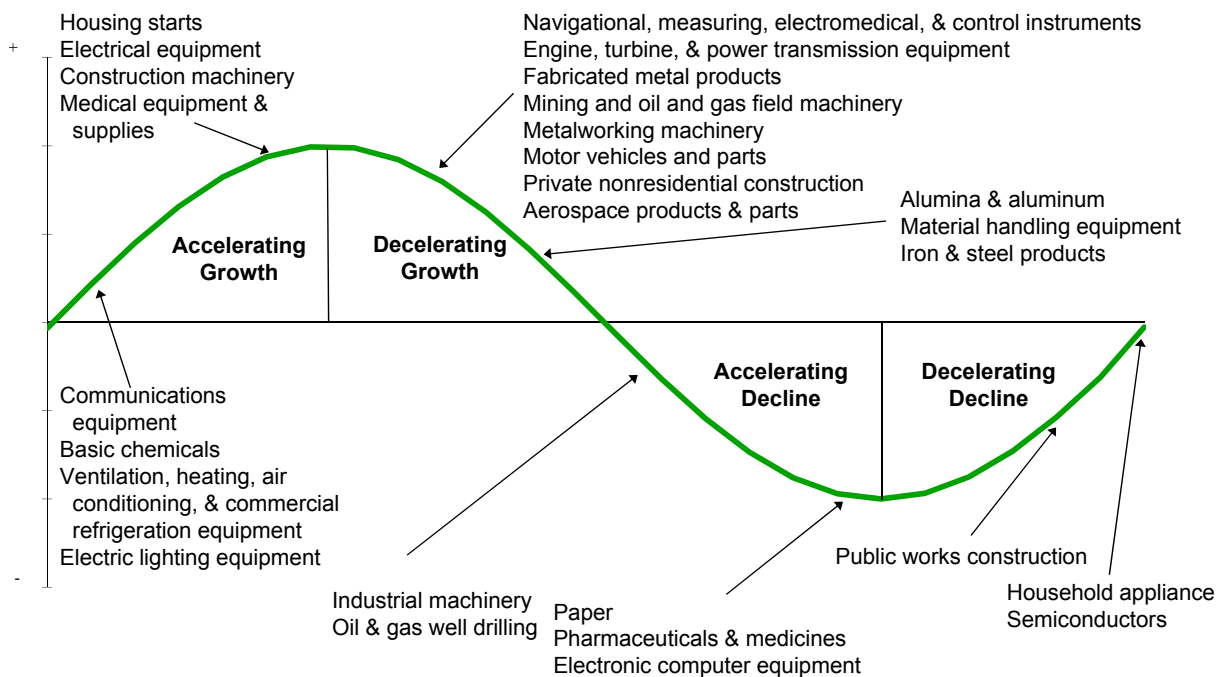 +
Housing starts
Electrical equipment
Construction machinery
Medical equipment &
supplies
Navigational, measuring, electromedical, & control instruments
Engine, turbine, & power transmission equipment
Fabricated metal products
Mining and oil and gas field machinery
Metalworking machinery
Motor vehicles and parts
Private nonresidential construction
Aerospace products & parts
Alumina & aluminum
Material handling equipment
Iron & steel products
Accelerating
Growth
Decelerating
Growth
Accelerating
Decline
Decelerating
Decline
Communications
equipment
Basic chemicals
Ventilation, heating, air
conditioning, & commercial
refrigeration equipment
Electric lighting equipment
-
Industrial machinery
Oil & gas well drilling
Paper
Pharmaceuticals & medicines
Electronic computer equipment
Public works construction
Household appliance
Semiconductors